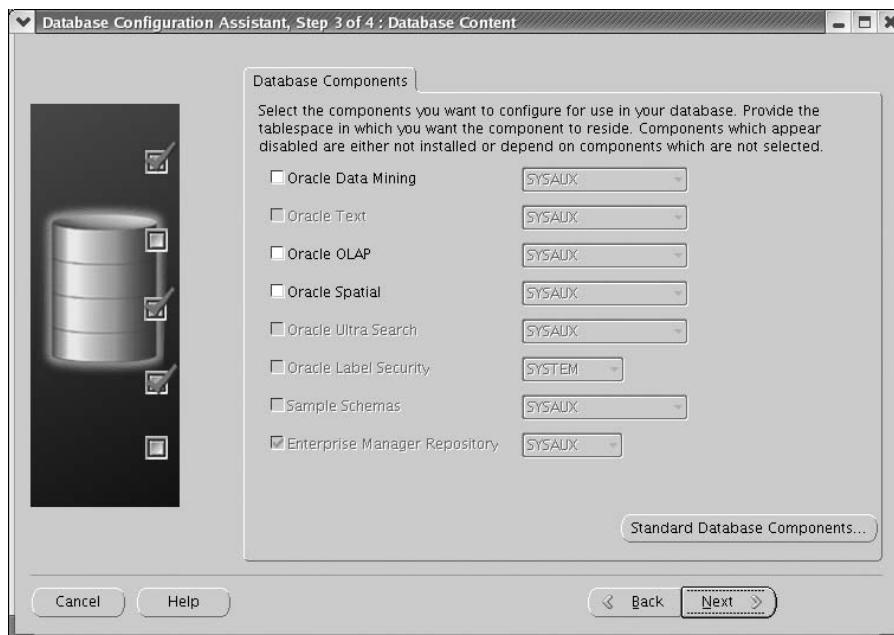 Database Configuration Assistant, Step 3 of 4 : Database Content
Database Components
Select the components you want to configure for use in your database. Provide the
tablespace in which you want the component to reside. Components which appear
disabled are either not installed or depend on components which are not selected.
Oracle Data Mining SYSAUX
Oracle Text SYSAUX
Oracle OLAP SYSAUX
Oracle Spatial SYSAUX
Oracle Ultra Search SYSAUX
Oracle Label Security SYSTEM
Sample Schemas SYSAUX
Enterprise Manager Repository SYSAUX
Standard Database Components...
Cancel Help Back Next